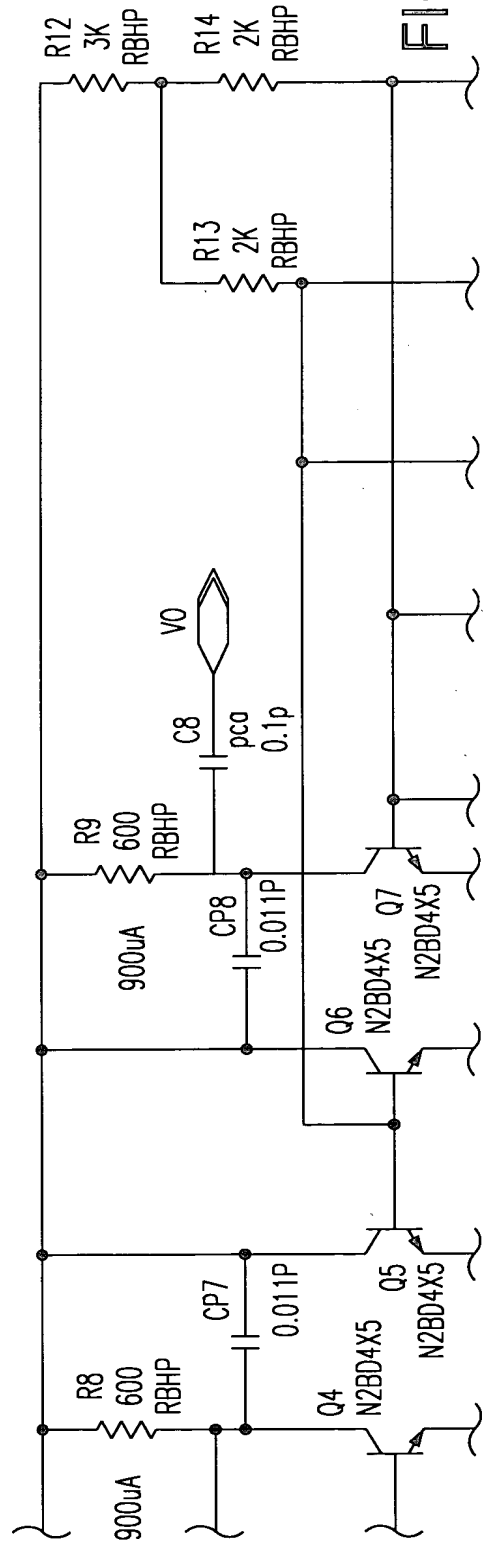 900uA
R8
600
RBHP
CP7
0.011P
Q4
N2BD4X5
Q5
N2BD4X5
900uA
R9
600
RBHP
CP8
0.011P
Q6
N2BD4X5
Q7
N2BD4X5
C8
pca
0.1p
VO
R13
2K
RBHP
R12
3K
RBHP
R14
2K
RBHP